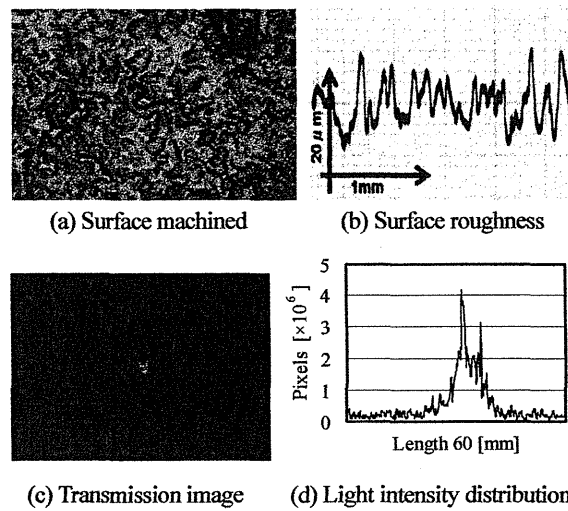 20 μm
1mm
(a) Surface machined
(b) Surface roughness
5
4
3
2
1
0
Pixels [×10⁶]
Length 60 [mm]
(c) Transmission image
(d) Light intensity distribution